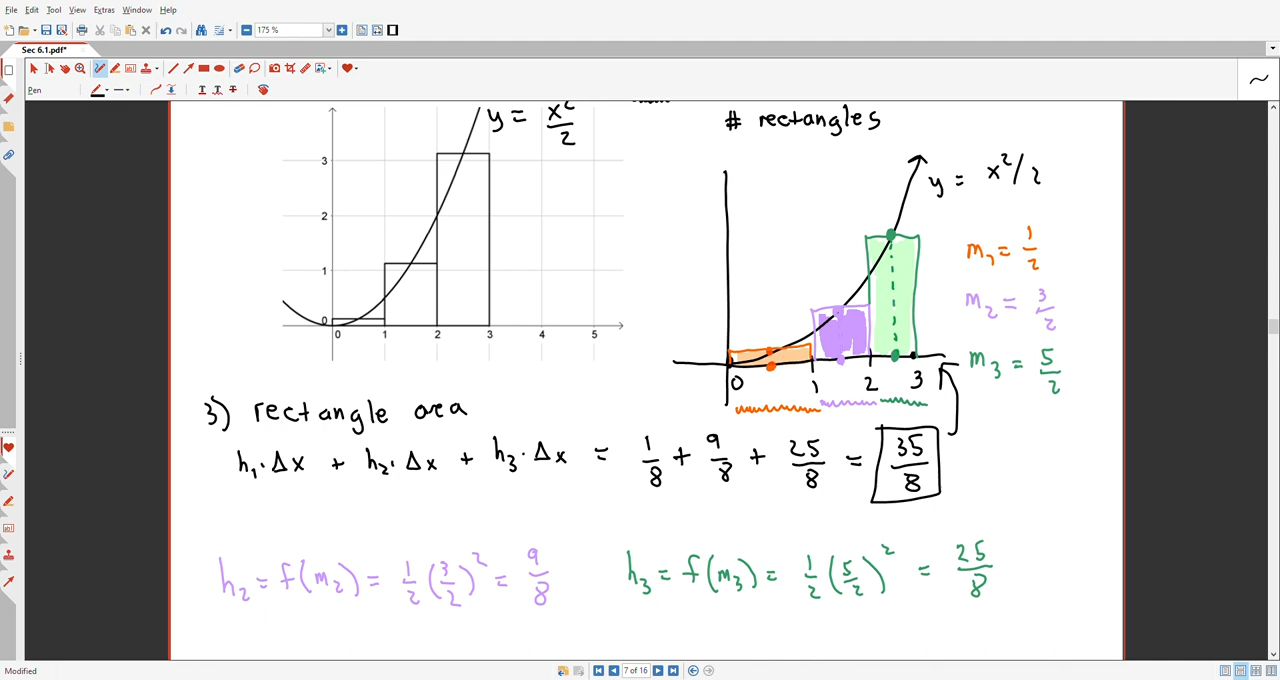 File Edit Tool View Extras Window Help
175 %
Sec 6.1.pdf*
Pen
y = x²/2
# rectangles
3
2
1
0
0 1 2 3 4 5
y = x²/2
m₁ = 1/2
m₂ = 3/2
m₃ = 5/2
0 1 2 3
3) rectangle area
h₁·Δx + h₂·Δx + h₃·Δx = 1/8 + 9/8 + 25/8 = 35/8
h₂ = f(m₂) = 1/2 (3/2)² = 9/8
h₃ = f(m₃) = 1/2 (5/2)² = 25/8
Modified
7 of 16